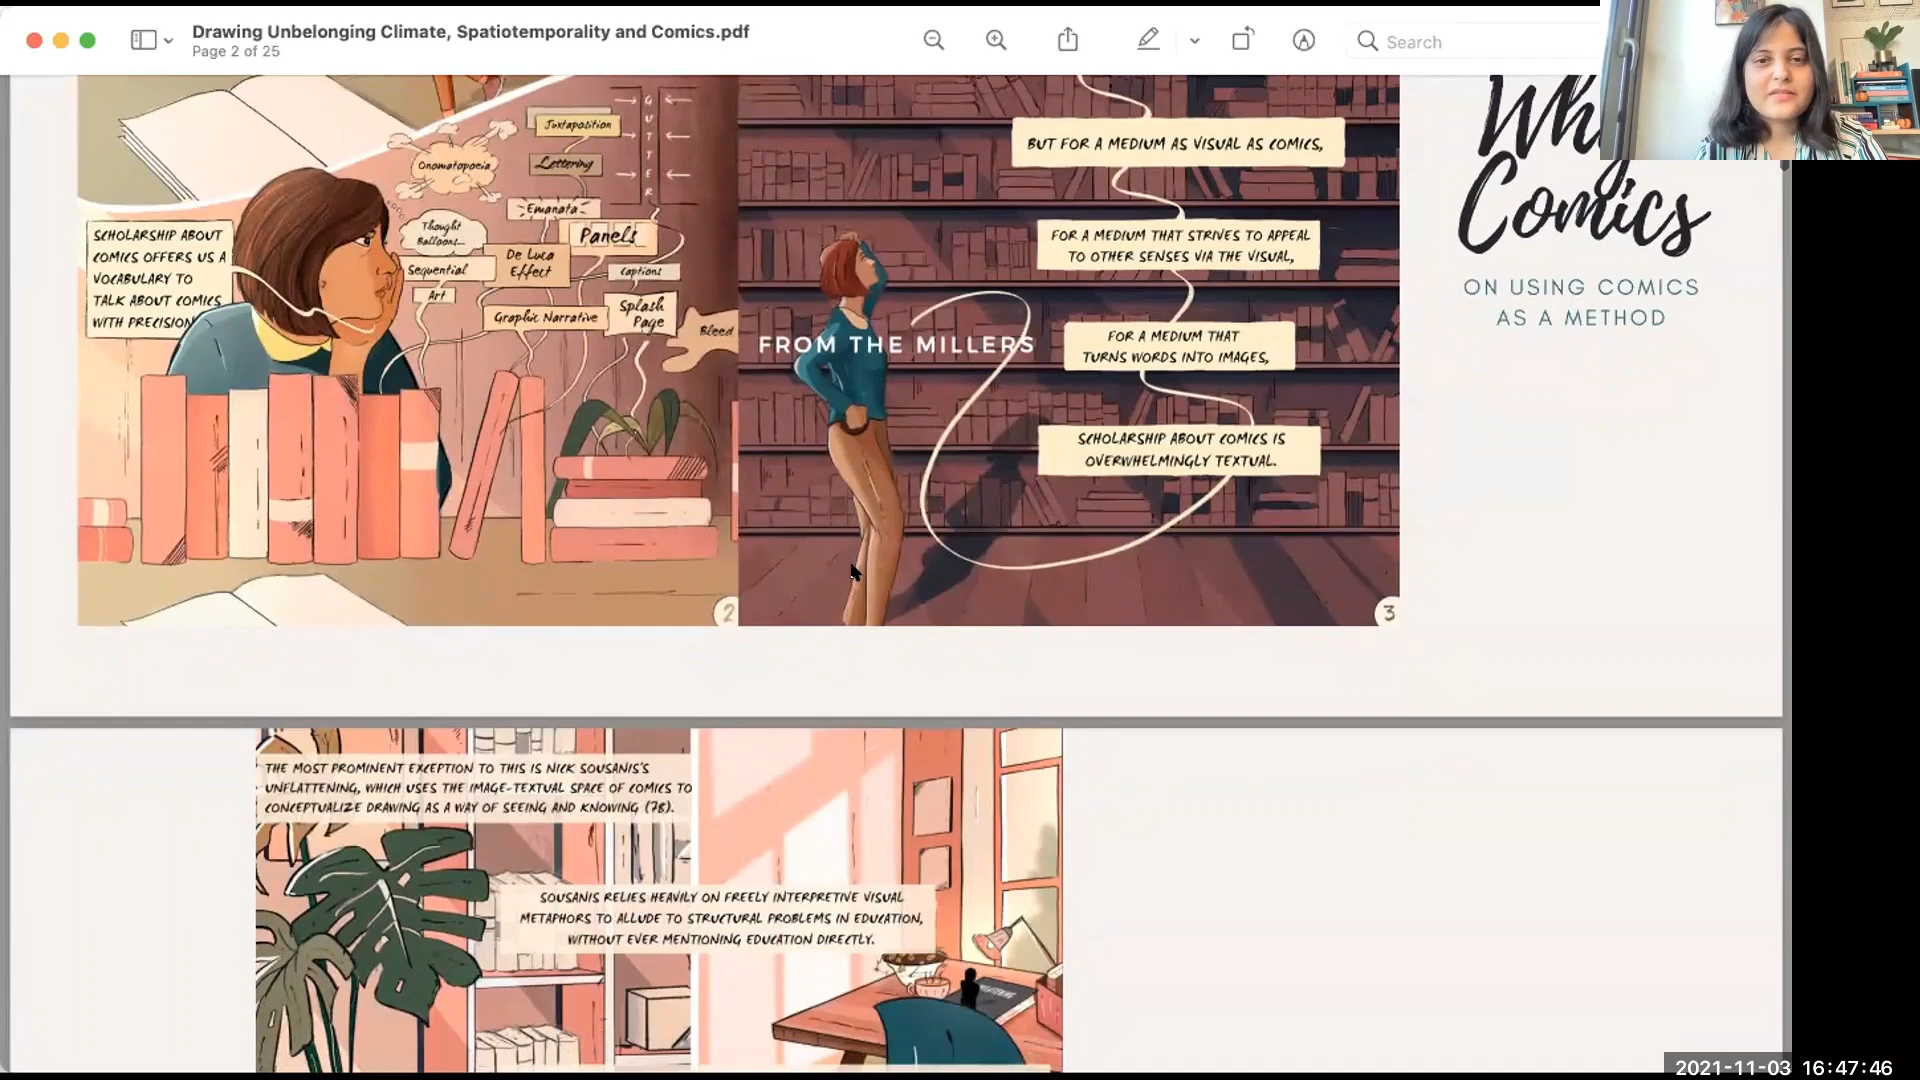 Drawing Unbelonging Climate, Spatiotemporality and Comics.pdf
Page 2 of 25
Search
SCHOLARSHIP ABOUT
COMICS OFFERS US A
VOCABULARY TO
TALK ABOUT COMICS
WITH PRECISION
Juxtaposition
Onomatopoeia
Lettering
GUTTER
Emanata
Thought
Balloons...
Panels
De Luca
Effect
Sequential
Art
Captions
Graphic Narrative
Splash
Page
Bleed
2
BUT FOR A MEDIUM AS VISUAL AS COMICS,
FOR A MEDIUM THAT STRIVES TO APPEAL
TO OTHER SENSES VIA THE VISUAL,
FROM THE MILLERS
FOR A MEDIUM THAT
TURNS WORDS INTO IMAGES,
SCHOLARSHIP ABOUT COMICS IS
OVERWHELMINGLY TEXTUAL.
3
Comics
ON USING COMICS
AS A METHOD
THE MOST PROMINENT EXCEPTION TO THIS IS NICK SOUSANIS'S
UNFLATTENING, WHICH USES THE IMAGE-TEXTUAL SPACE OF COMICS TO
CONCEPTUALIZE DRAWING AS A WAY OF SEEING AND KNOWING (78).
SOUSANIS RELIES HEAVILY ON FREELY INTERPRETIVE VISUAL
METAPHORS TO ALLUDE TO STRUCTURAL PROBLEMS IN EDUCATION,
WITHOUT EVER MENTIONING EDUCATION DIRECTLY.
2021-11-03 16:47:46